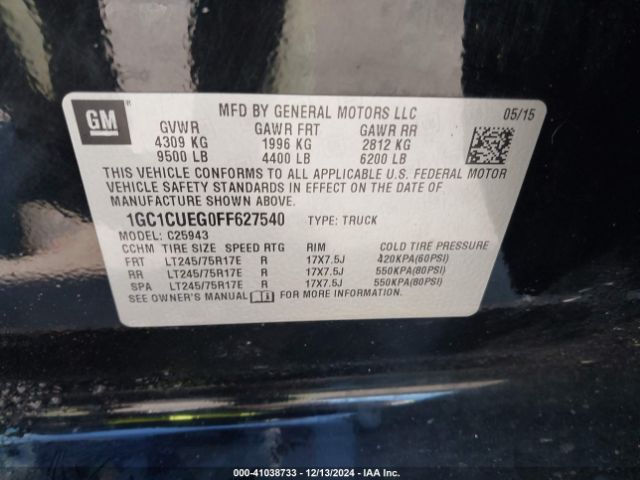 GM ®
MFD BY GENERAL MOTORS LLC 05/15
GVWR GAWR FRT GAWR RR
4309 KG 1996 KG 2812 KG
9500 LB 4400 LB 6200 LB
THIS VEHICLE CONFORMS TO ALL APPLICABLE U.S. FEDERAL MOTOR
VEHICLE SAFETY STANDARDS IN EFFECT ON THE DATE OF
MANUFACTURE SHOWN ABOVE.
1GC1CUEG0FF627540 TYPE: TRUCK
MODEL: C25943
CCHM TIRE SIZE SPEED RTG RIM COLD TIRE PRESSURE
FRT LT245/75R17E R 17X7.5J 420KPA(60PSI)
RR LT245/75R17E R 17X7.5J 550KPA(80PSI)
SPA LT245/75R17E R 17X7.5J 550KPA(80PSI)
SEE OWNER'S MANUAL FOR MORE INFORMATION.
000-41038733 - 12/13/2024 - IAA Inc.